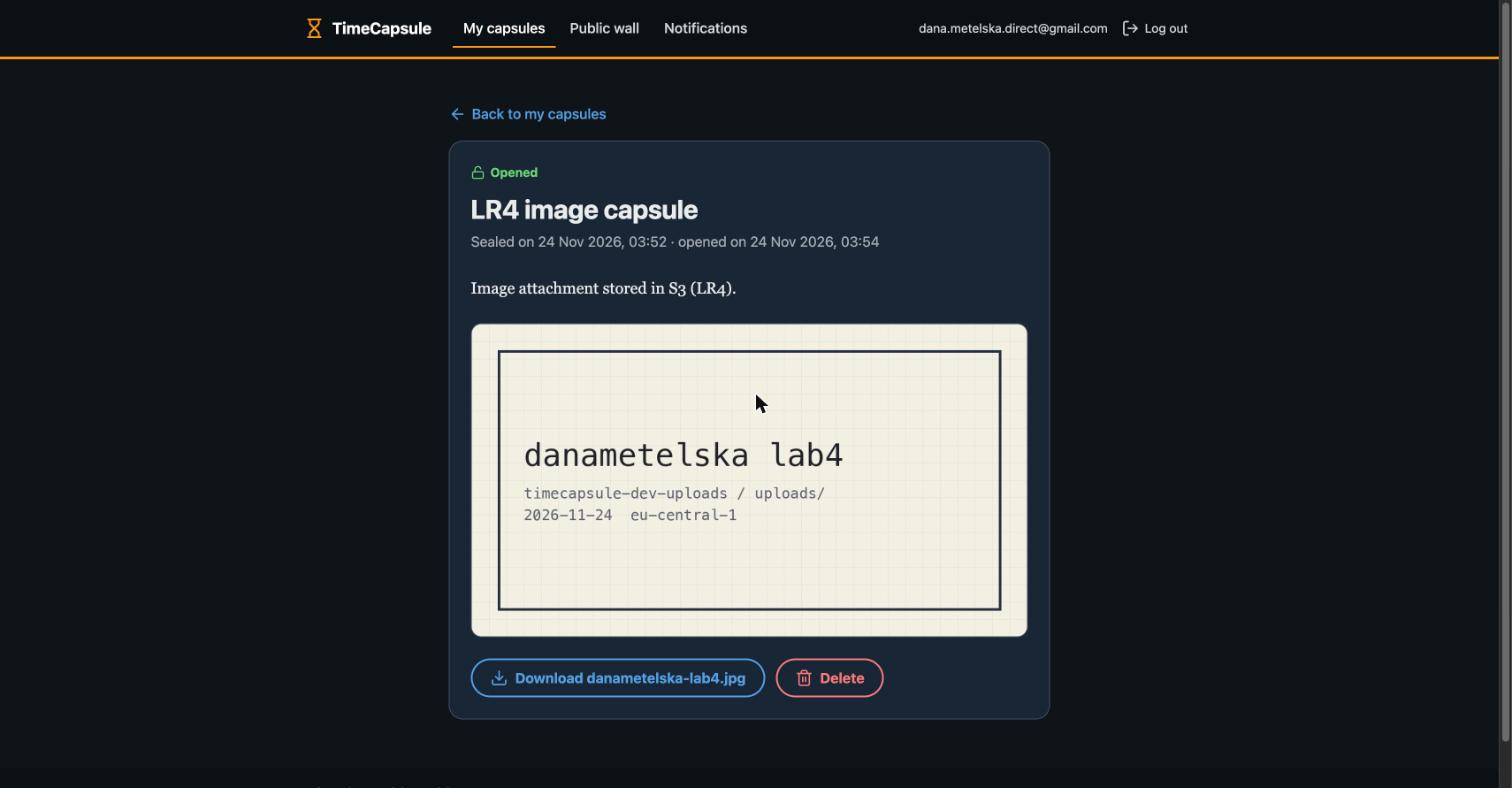 TimeCapsule
My capsules
Public wall
Notifications
dana.metelska.direct@gmail.com
Log out
Back to my capsules
Opened
LR4 image capsule
Sealed on 24 Nov 2026, 03:52 · opened on 24 Nov 2026, 03:54
Image attachment stored in S3 (LR4).
danametelska lab4
timecapsule-dev-uploads / uploads/
2026-11-24 eu-central-1
Download danametelska-lab4.jpg
Delete